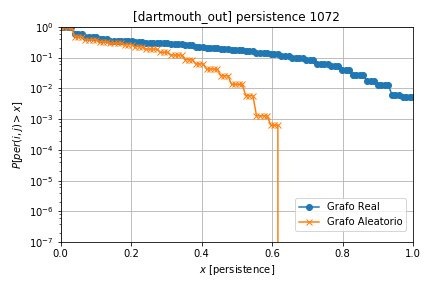 [dartmouth_out] persistence 1072
10^0
10^-1
10^-2
10^-3
10^-4
10^-5
10^-6
10^-7
P[per(i,j) > x]
0.0 0.2 0.4 0.6 0.8 1.0
x [persistence]
Grafo Real
Grafo Aleatorio